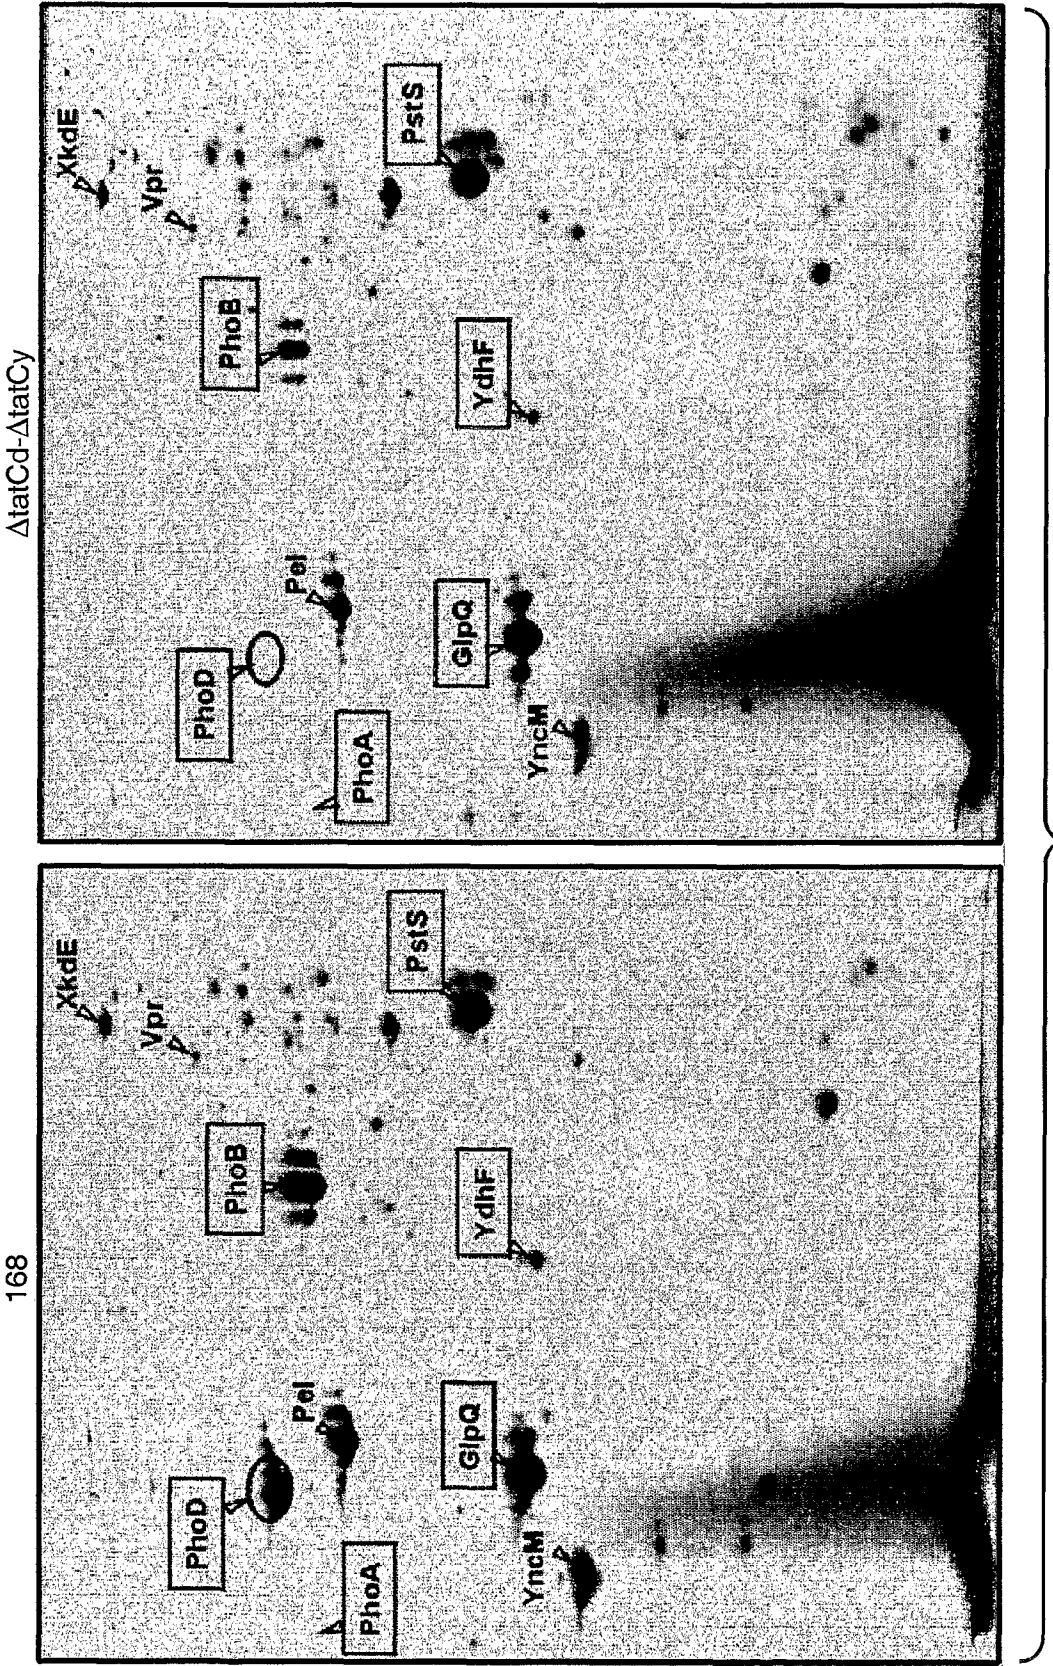 168
XkdE
Vpr
PhoB
PstS
PhoD
Pel
YdhF
PhoA
GlpQ
YncM
ΔtatCd-ΔtatCy
XkdE
Vpr
PhoB
PstS
PhoD
Pel
YdhF
PhoA
GlpQ
YncM